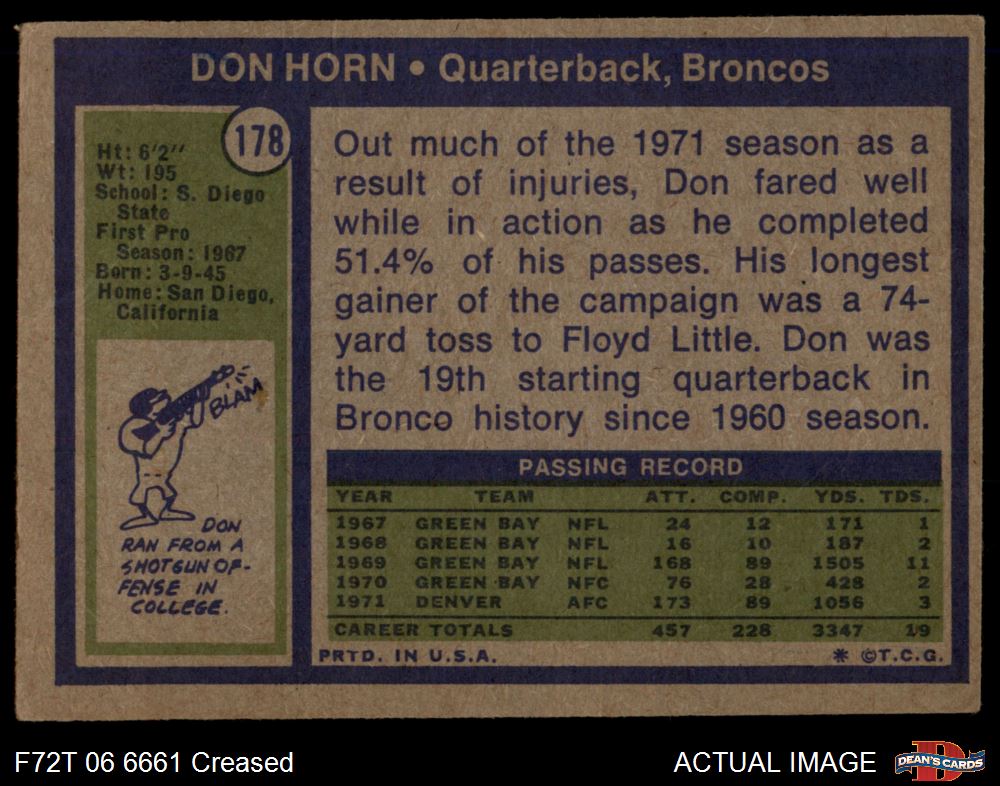 DON HORN • Quarterback, Broncos
178
Ht: 6'2''
Wt: 195
School: S. Diego
State
First Pro
Season: 1967
Born: 3-9-45
Home: San Diego,
California
BLAM
DON
RAN FROM A
SHOTGUN OF-
FENSE IN
COLLEGE.
Out much of the 1971 season as a
result of injuries, Don fared well
while in action as he completed
51.4% of his passes. His longest
gainer of the campaign was a 74-
yard toss to Floyd Little. Don was
the 19th starting quarterback in
Bronco history since 1960 season.
PASSING RECORD
YEAR TEAM ATT. COMP. YDS. TDS.
1967 GREEN BAY NFL 24 12 171 1
1968 GREEN BAY NFL 16 10 187 2
1969 GREEN BAY NFL 168 89 1505 11
1970 GREEN BAY NFC 76 28 428 2
1971 DENVER AFC 173 89 1056 3
CAREER TOTALS 457 228 3347 19
PRTD. IN U.S.A. * ©T.C.G.
F72T 06 6661 Creased ACTUAL IMAGE D DEAN'S CARDS